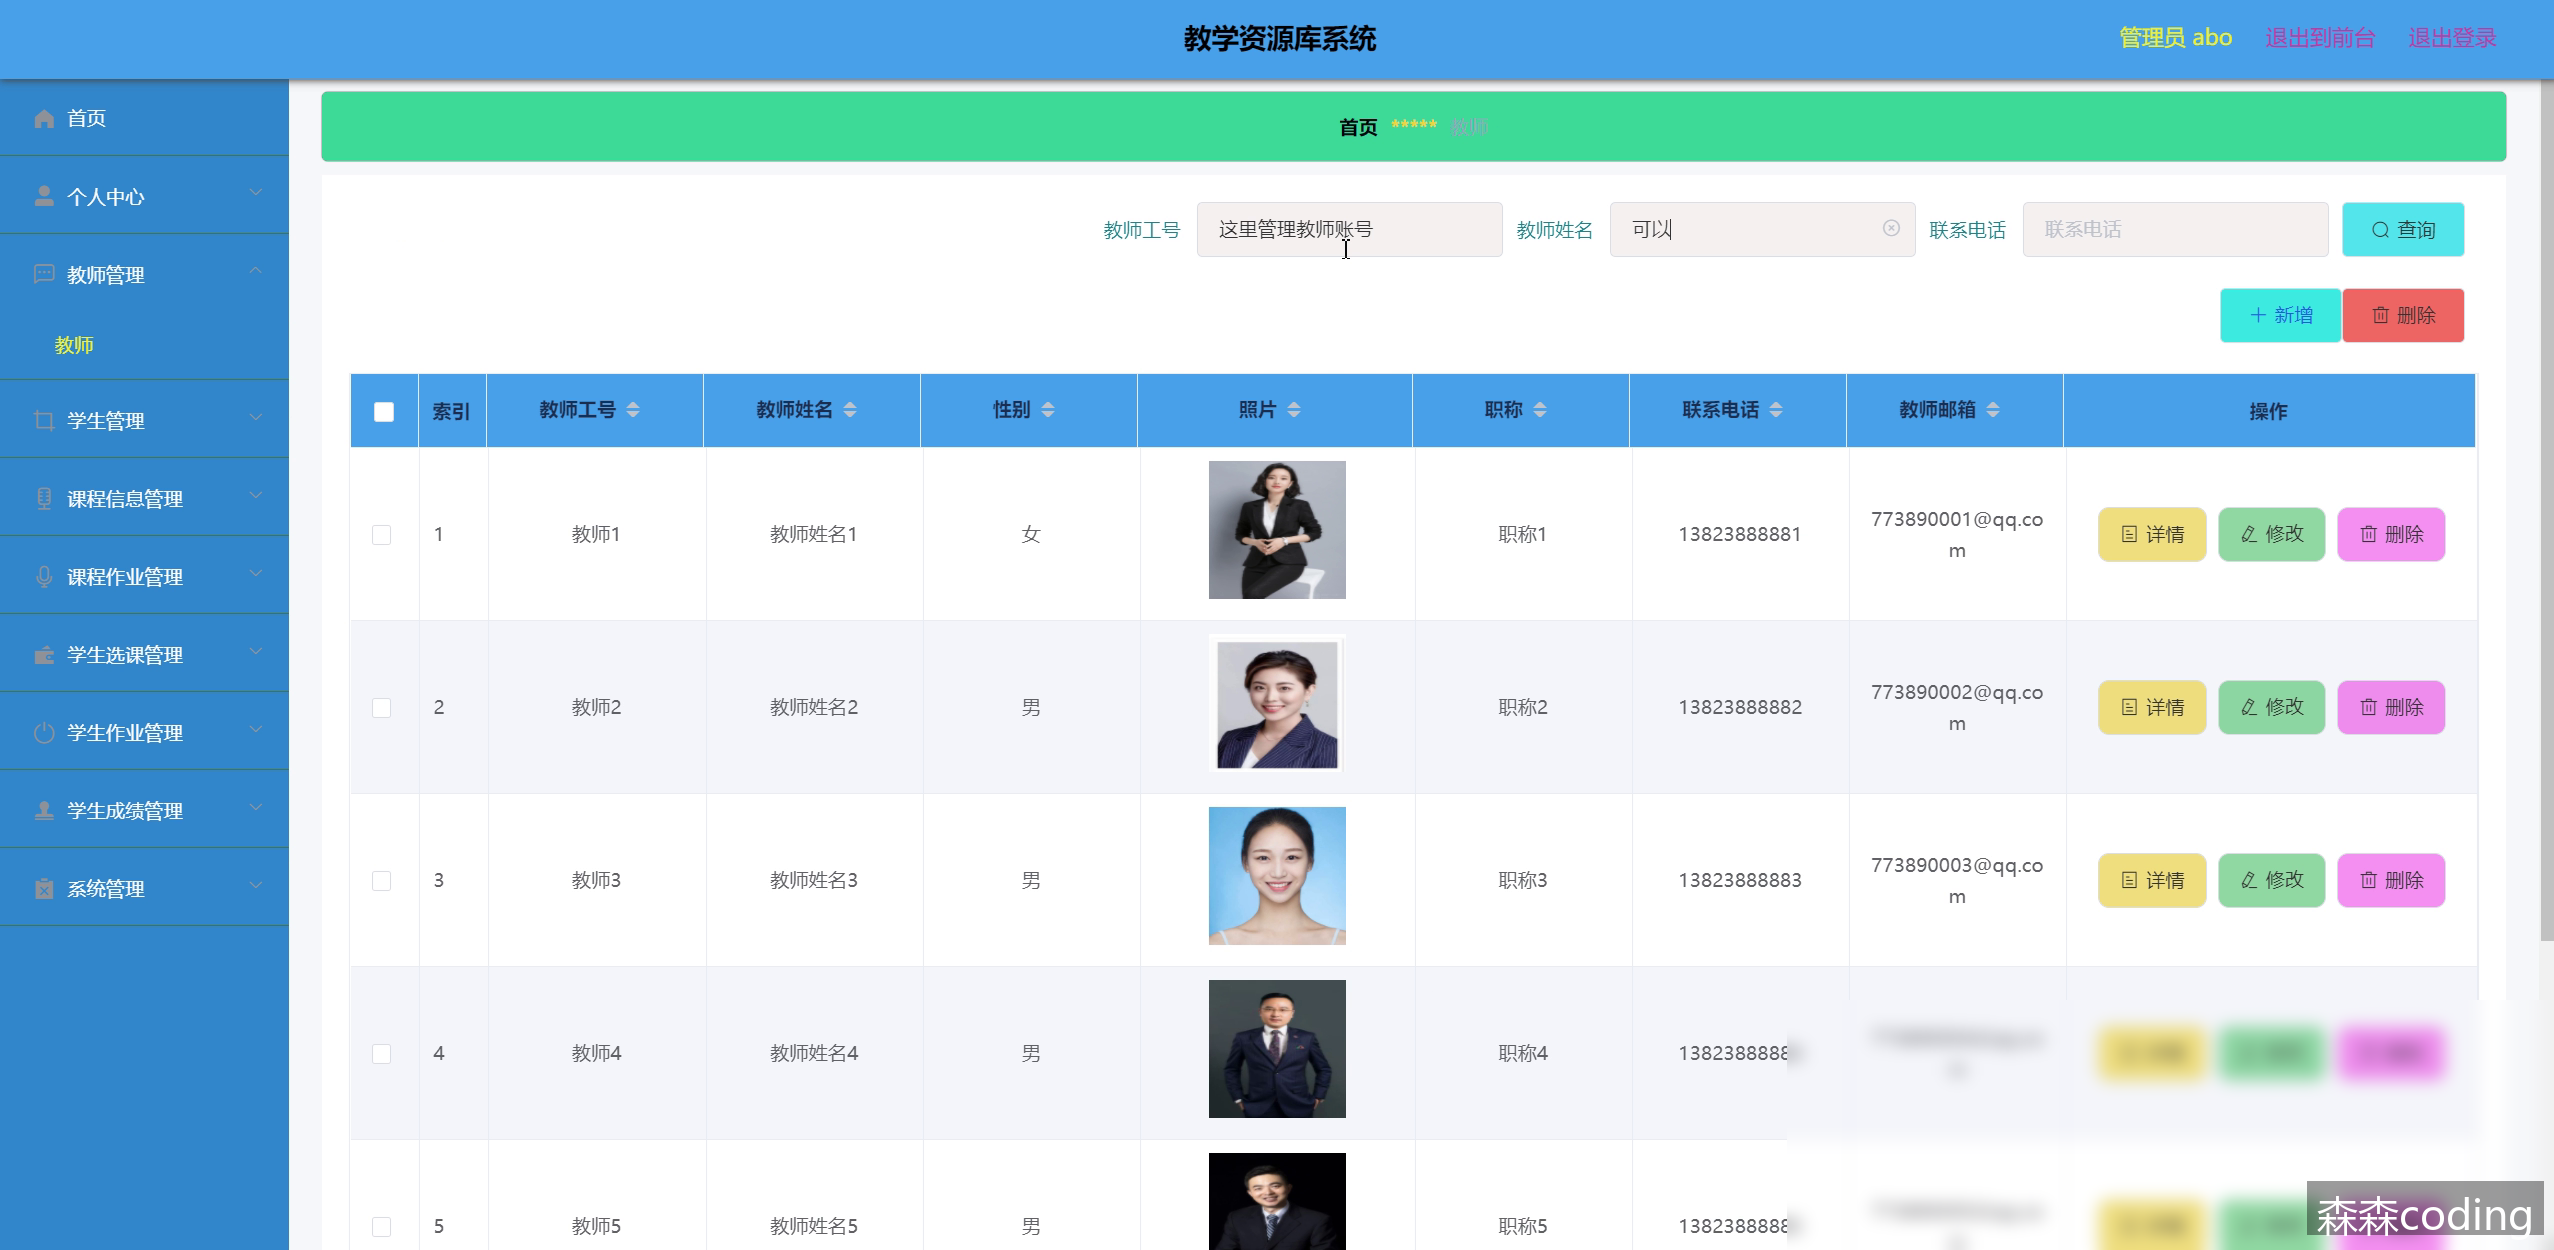 教学资源库系统
管理员 abo
退出到前台
退出登录
首页
个人中心
教师管理
教师
学生管理
课程信息管理
课程作业管理
学生选课管理
学生作业管理
学生成绩管理
系统管理
首页 ***** 教师
教师工号 这里管理教师账号 教师姓名 可以 联系电话 联系电话 查询
新增 删除
索引 教师工号 教师姓名 性别 照片 职称 联系电话 教师邮箱 操作
1 教师1 教师姓名1 女 职称1 13823888881 773890001@qq.co
m
详情 修改 删除
2 教师2 教师姓名2 男 职称2 13823888882 773890002@qq.co
m
详情 修改 删除
3 教师3 教师姓名3 男 职称3 13823888883 773890003@qq.co
m
详情 修改 删除
4 教师4 教师姓名4 男 职称4 1382388888
5 教师5 教师姓名5 男 职称5 1382388888
森森coding